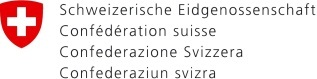 Schweizerische Eidgenossenschaft
Confédération suisse
Confederazione Svizzera
Confederaziun svizra